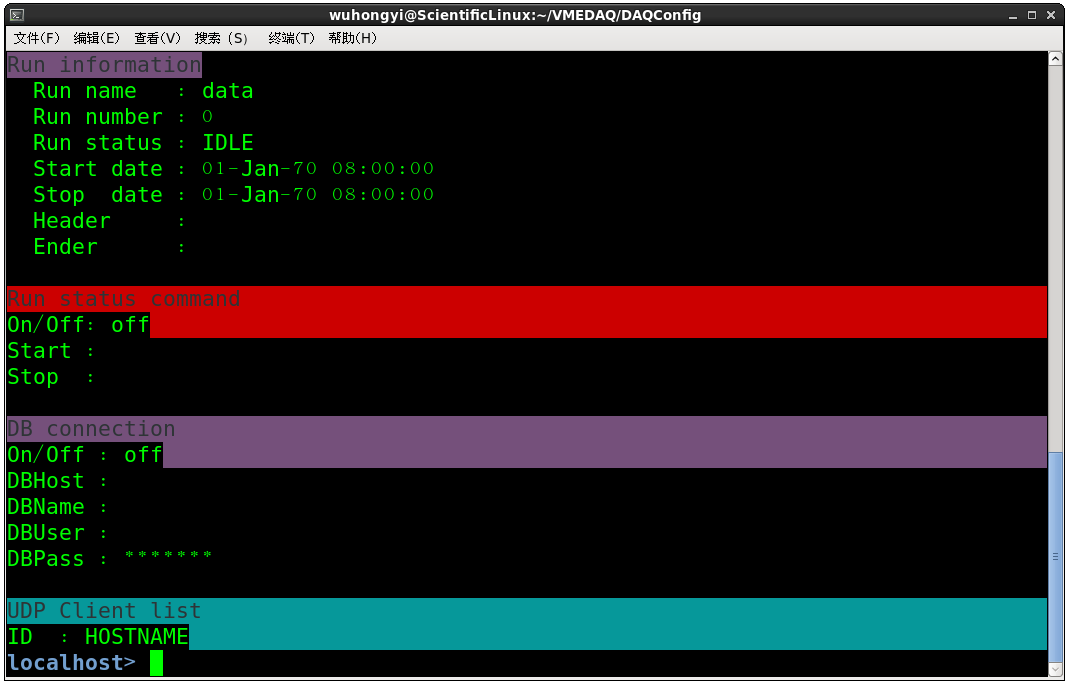 wuhongyi@ScientificLinux:~/VMEDAQ/DAQConfig
文件(F) 编辑(E) 查看(V) 搜索 (S) 终端(T) 帮助(H)
Run information
Run name : data
Run number : 0
Run status : IDLE
Start date : 01-Jan-70 08:00:00
Stop date : 01-Jan-70 08:00:00
Header :
Ender :
Run status command
On/Off: off
Start :
Stop :
DB connection
On/Off : off
DBHost :
DBName :
DBUser :
DBPass : *******
UDP Client list
ID : HOSTNAME
localhost>